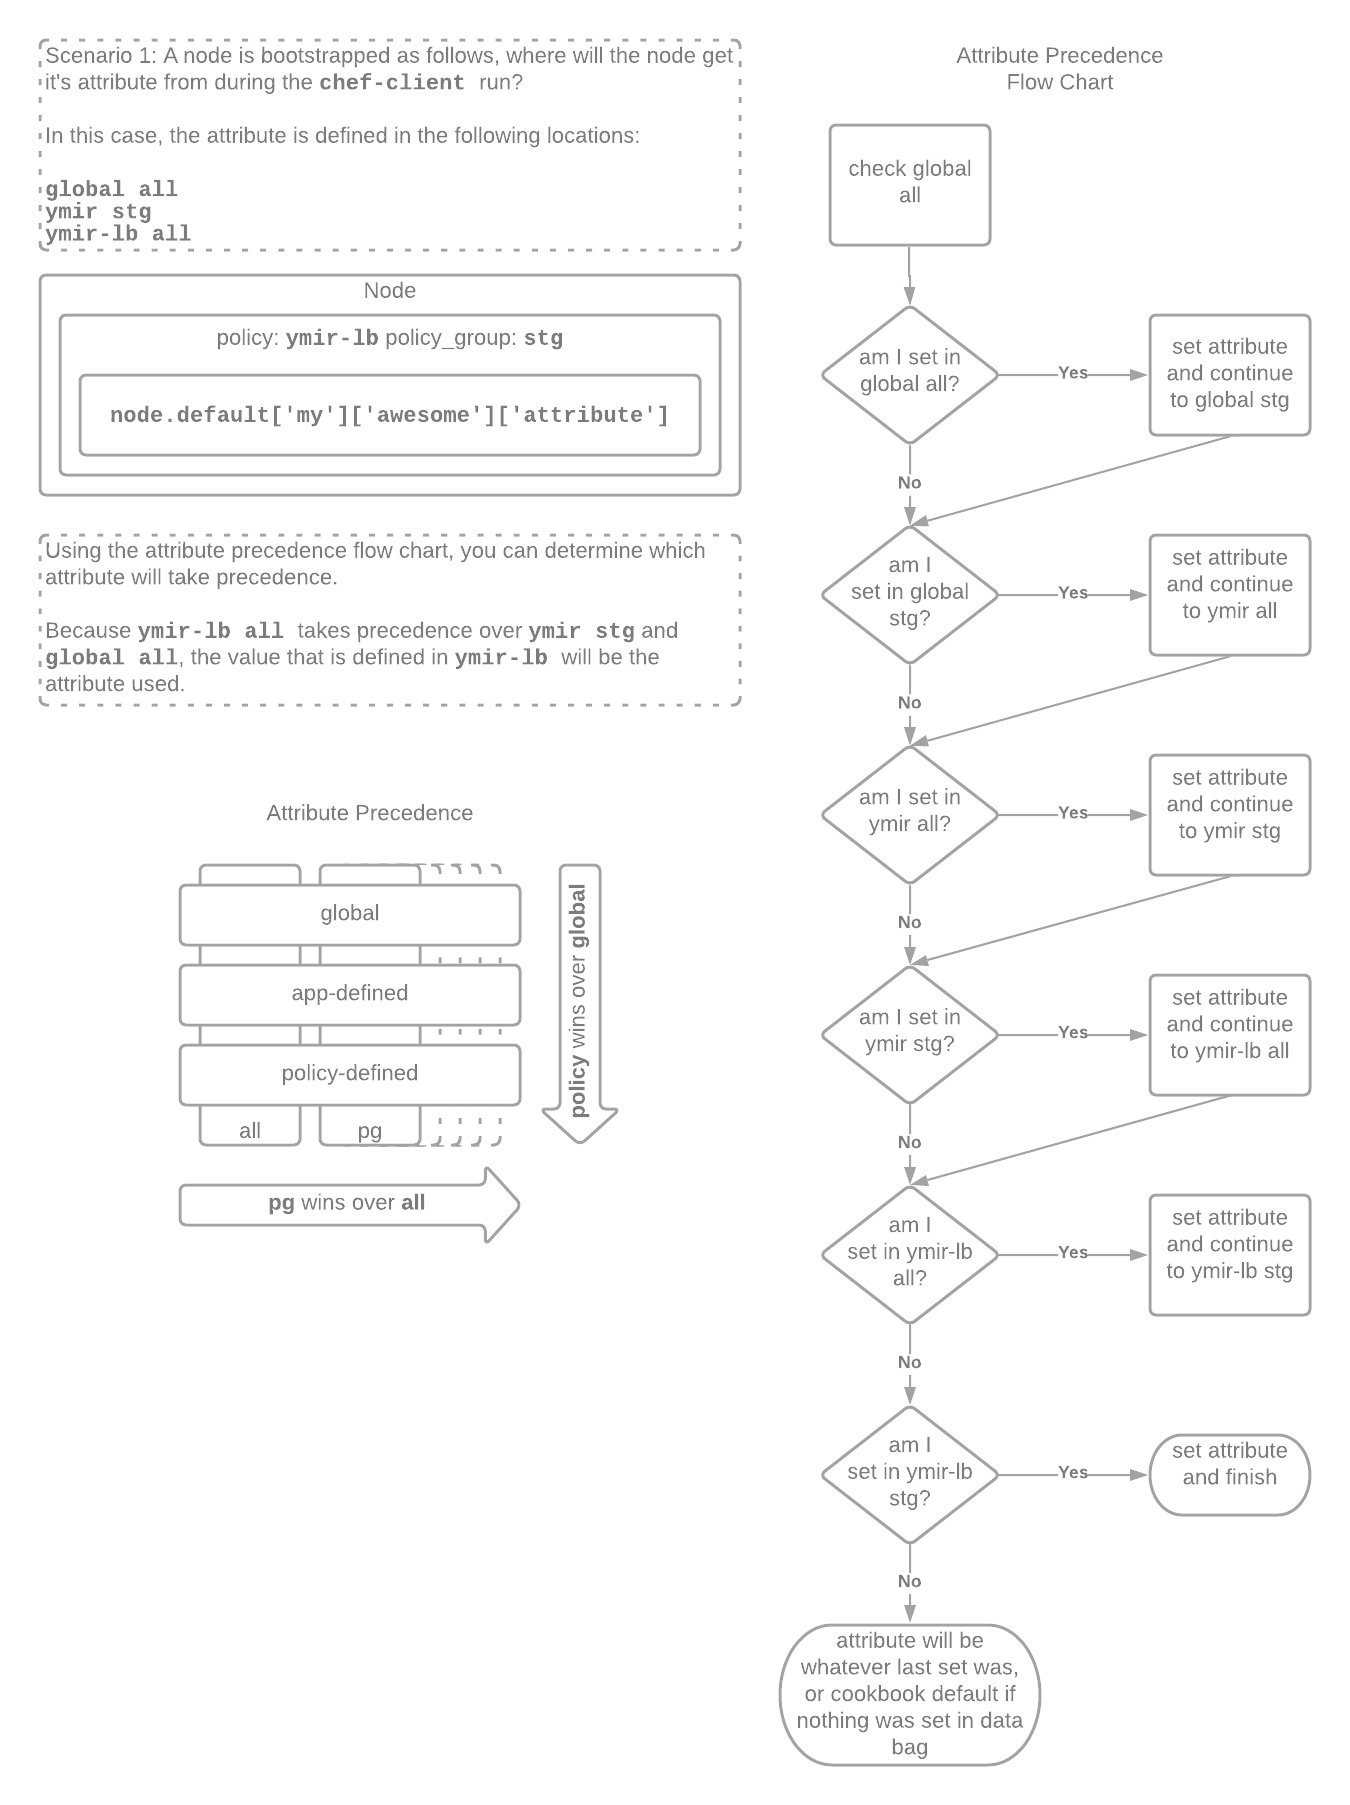 Scenario 1: A node is bootstrapped as follows, where will the node get
it's attribute from during the chef-client run?
In this case, the attribute is defined in the following locations:
global all
ymir stg
ymir-lb all
Node
policy: ymir-lb policy_group: stg
node.default['my']['awesome']['attribute']
Using the attribute precedence flow chart, you can determine which
attribute will take precedence.
Because ymir-lb all takes precedence over ymir stg and
global all, the value that is defined in ymir-lb will be the
attribute used.
Attribute Precedence
global
app-defined
policy-defined
all
pg
policy wins over global
pg wins over all
Attribute Precedence
Flow Chart
check global
all
am I set in
global all?
Yes
set attribute
and continue
to global stg
No
am I
set in global
stg?
Yes
set attribute
and continue
to ymir all
No
am I set in
ymir all?
Yes
set attribute
and continue
to ymir stg
No
am I set in
ymir stg?
Yes
set attribute
and continue
to ymir-lb all
No
am I
set in ymir-lb
all?
Yes
set attribute
and continue
to ymir-lb stg
No
am I
set in ymir-lb
stg?
Yes
set attribute
and finish
No
attribute will be
whatever last set was,
or cookbook default if
nothing was set in data
bag